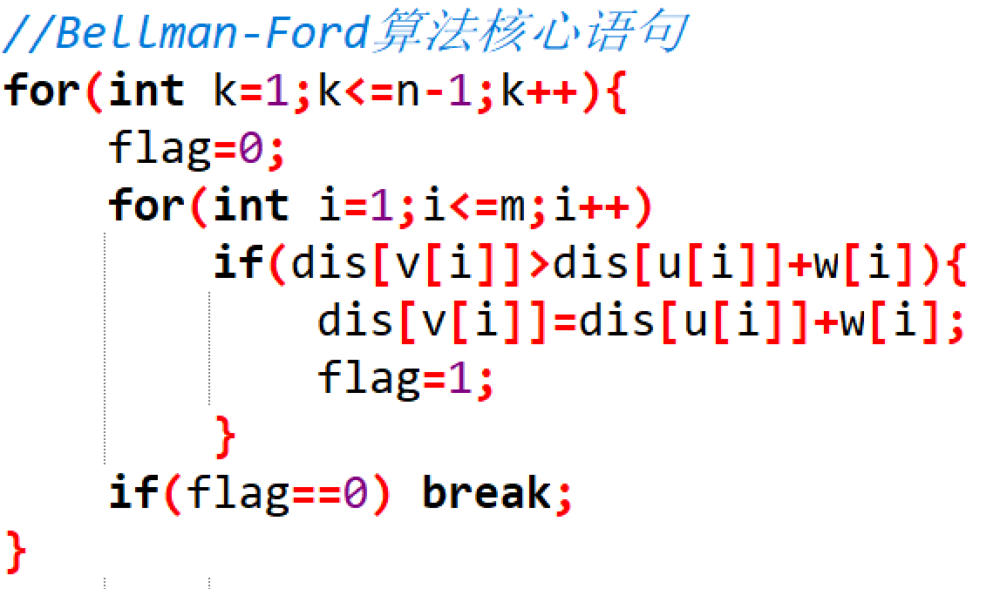 //Bellman-Ford算法核心语句
for(int k=1;k<=n-1;k++){
    flag=0;
    for(int i=1;i<=m;i++)
        if(dis[v[i]]>dis[u[i]]+w[i]){
            dis[v[i]]=dis[u[i]]+w[i];
            flag=1;
        }
    if(flag==0) break;
}